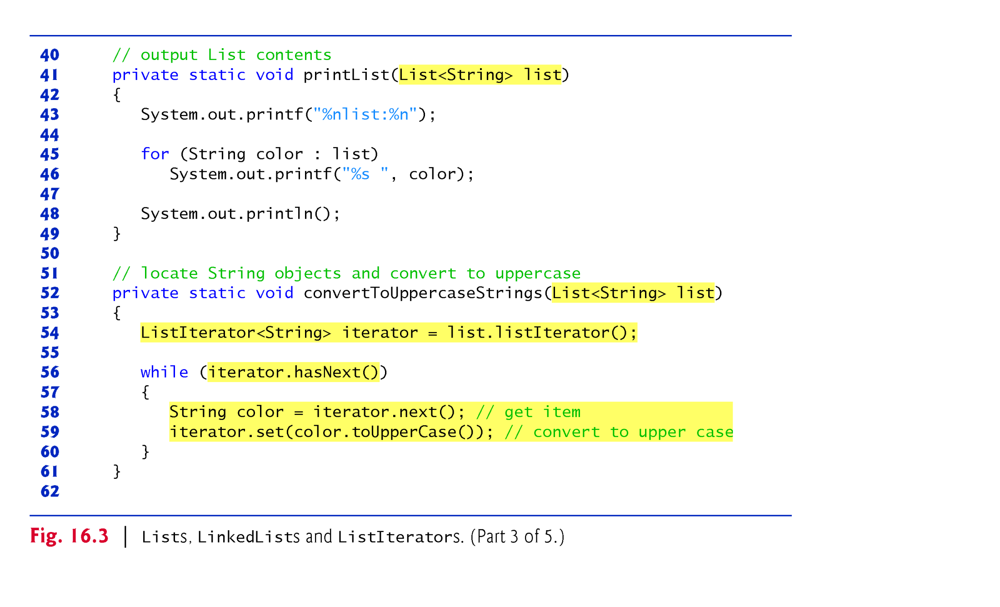 40 // output List contents
41 private static void printList(List<String> list)
42 {
43 System.out.printf("%nlist:%n");
44
45 for (String color : list)
46 System.out.printf("%s ", color);
47
48 System.out.println();
49 }
50
51 // locate String objects and convert to uppercase
52 private static void convertToUppercaseStrings(List<String> list)
53 {
54 ListIterator<String> iterator = list.listIterator();
55
56 while (iterator.hasNext())
57 {
58 String color = iterator.next(); // get item
59 iterator.set(color.toUpperCase()); // convert to upper case
60 }
61 }
62
Fig. 16.3 | Lists, LinkedLists and ListIterators. (Part 3 of 5.)